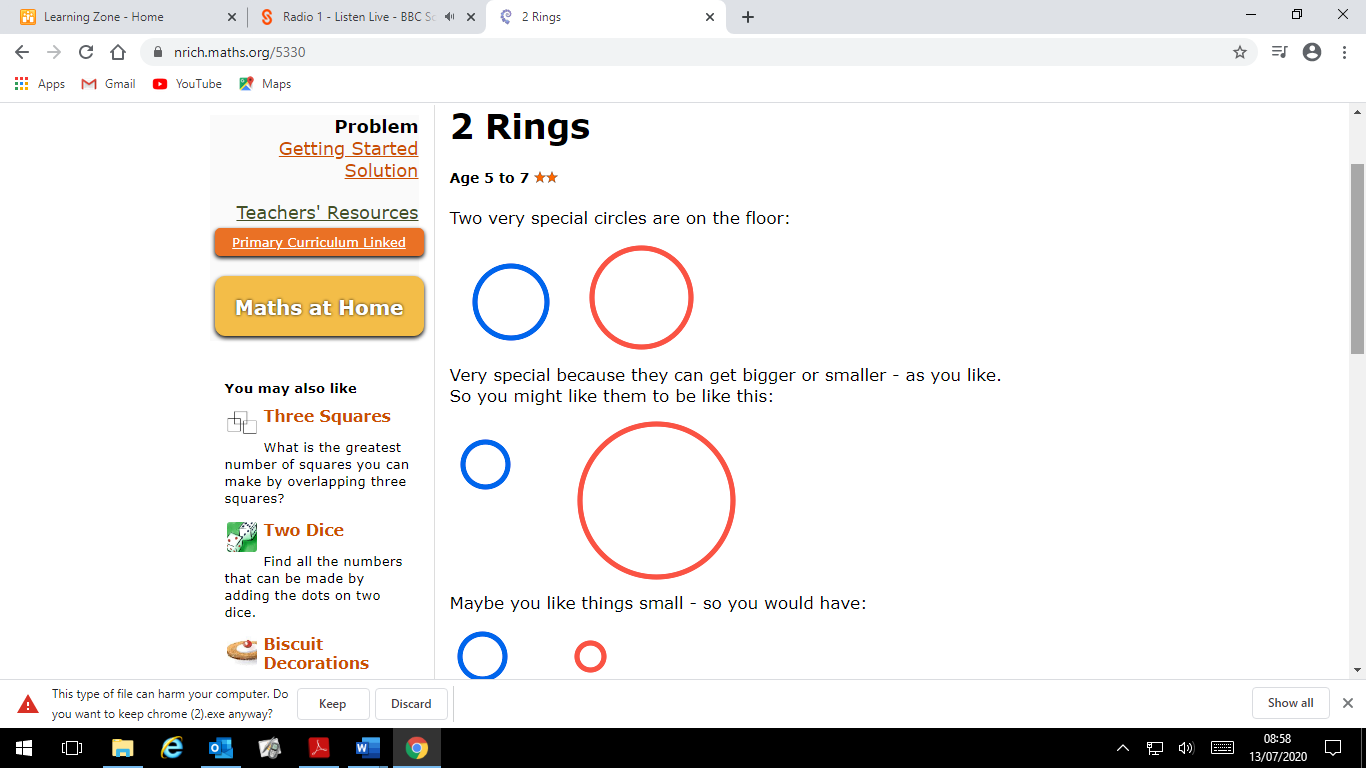 Learning Zone - Home
Radio 1 - Listen Live - BBC So
2 Rings
nrich.maths.org/5330
Apps
Gmail
YouTube
Maps
Problem
Getting Started
Solution
Teachers' Resources
Primary Curriculum Linked
Maths at Home
You may also like
Three Squares
What is the greatest
number of squares you can
make by overlapping three
squares?
Two Dice
Find all the numbers
that can be made by
adding the dots on two
dice.
Biscuit
Decorations
2 Rings
Age 5 to 7
Two very special circles are on the floor:
Very special because they can get bigger or smaller - as you like.
So you might like them to be like this:
Maybe you like things small - so you would have:
This type of file can harm your computer. Do
you want to keep chrome (2).exe anyway?
Keep
Discard
Show all
08:58
13/07/2020